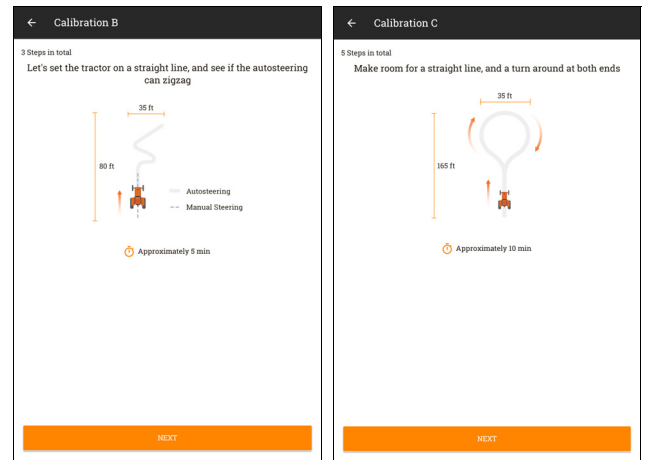 Calibration B
3 Steps in total
Let's set the tractor on a straight line, and see if the autosteering
can zigzag
35 ft
80 ft
Autosteering
Manual Steering
Approximately 5 min
NEXT
Calibration C
5 Steps in total
Make room for a straight line, and a turn around at both ends
35 ft
165 ft
Approximately 10 min
NEXT